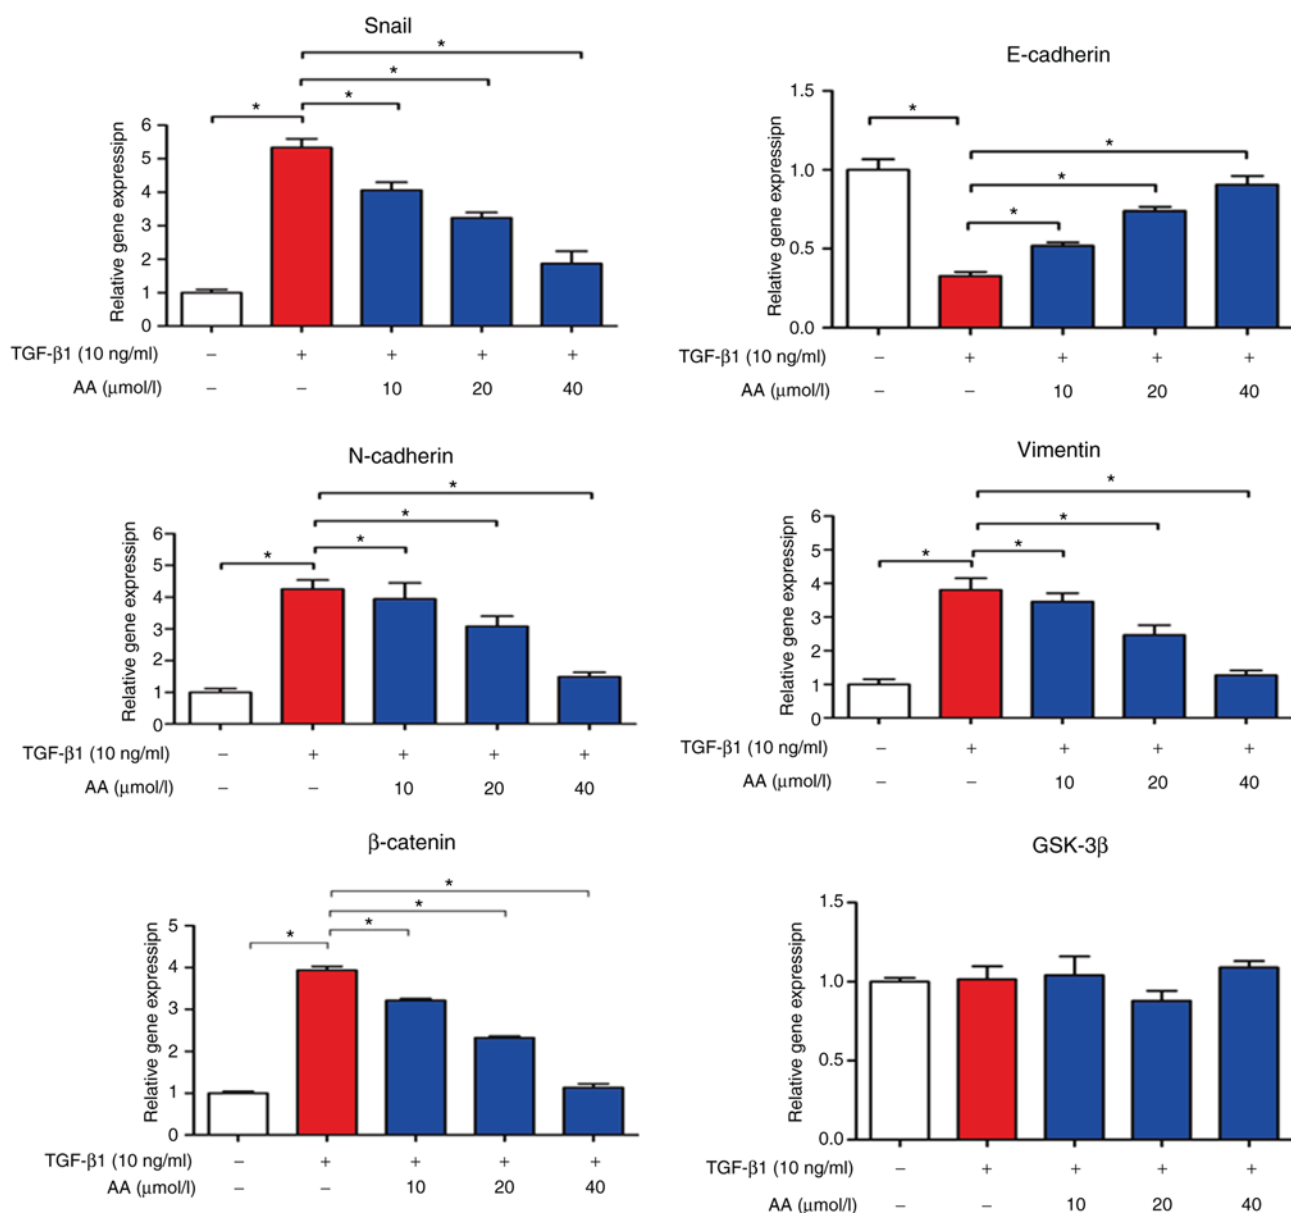 Snail
*
*
*
*
Relative gene expressipn
6
5
4
3
2
1
0
TGF-β1 (10 ng/ml) – + + + +
AA (μmol/l) – – 10 20 40
E-cadherin
*
*
*
*
Relative gene expressipn
1.5
1.0
0.5
0.0
TGF-β1 (10 ng/ml) – + + + +
AA (μmol/l) – – 10 20 40
N-cadherin
*
*
*
*
Relative gene expression
6
5
4
3
2
1
0
TGF-β1 (10 ng/ml) – + + + +
AA (μmol/l) – – 10 20 40
Vimentin
*
*
*
*
Relative gene expressipn
6
5
4
3
2
1
0
TGF-β1 (10 ng/ml) – + + + +
AA (μmol/l) – – 10 20 40
β-catenin
*
*
*
*
Relative gene expression
5
4
3
2
1
0
TGF-β1 (10 ng/ml) – + + + +
AA (μmol/l) – – 10 20 40
GSK-3β
Relative gene expression
1.5
1.0
0.5
0.0
TGF-β1 (10 ng/ml) – + + + +
AA (μmol/l) – – 10 20 40